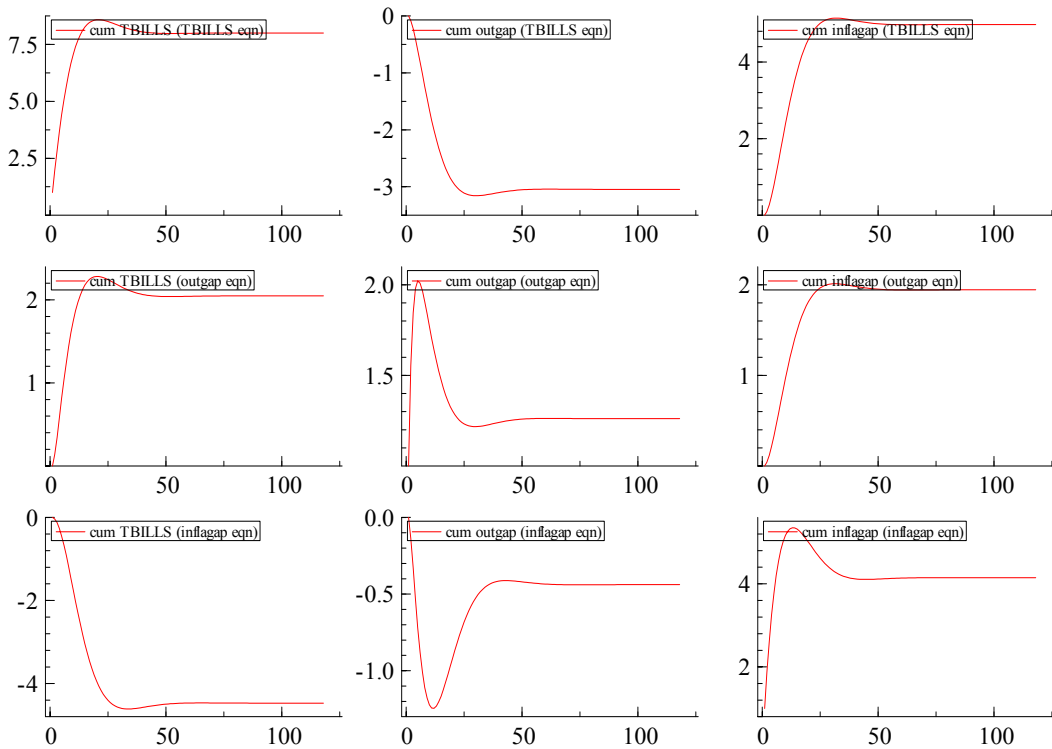 cum TBILLS (TBILLS eqn)
7.5
5.0
2.5
0 50 100
cum outgap (TBILLS eqn)
0
-1
-2
-3
0 50 100
cum inflagap (TBILLS eqn)
4
2
0 50 100
cum TBILLS (outgap eqn)
2
1
0 50 100
cum outgap (outgap eqn)
2.0
1.5
0 50 100
cum inflagap (outgap eqn)
2
1
0 50 100
cum TBILLS (inflagap eqn)
0
-2
-4
0 50 100
cum outgap (inflagap eqn)
0.0
-0.5
-1.0
0 50 100
cum inflagap (inflagap eqn)
4
2
0 50 100